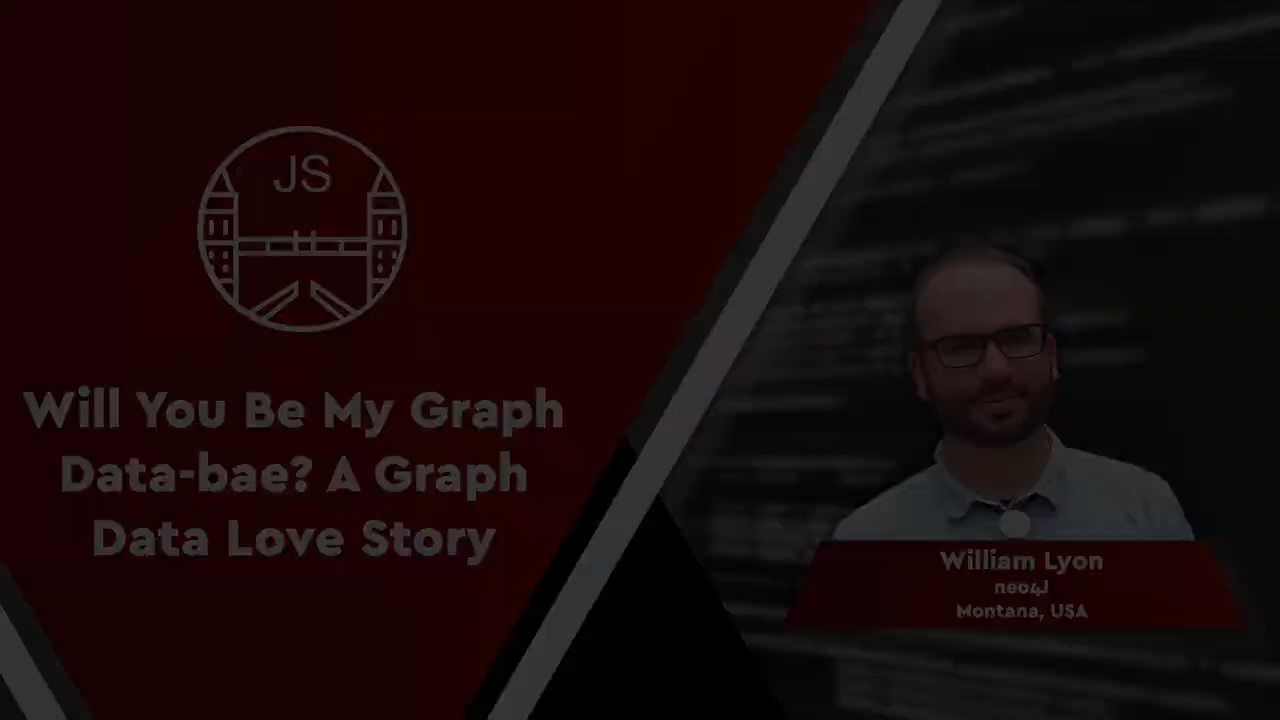 JS
Will You Be My Graph
Data-bae? A Graph
Data Love Story
William Lyon
neo4J
Montana, USA